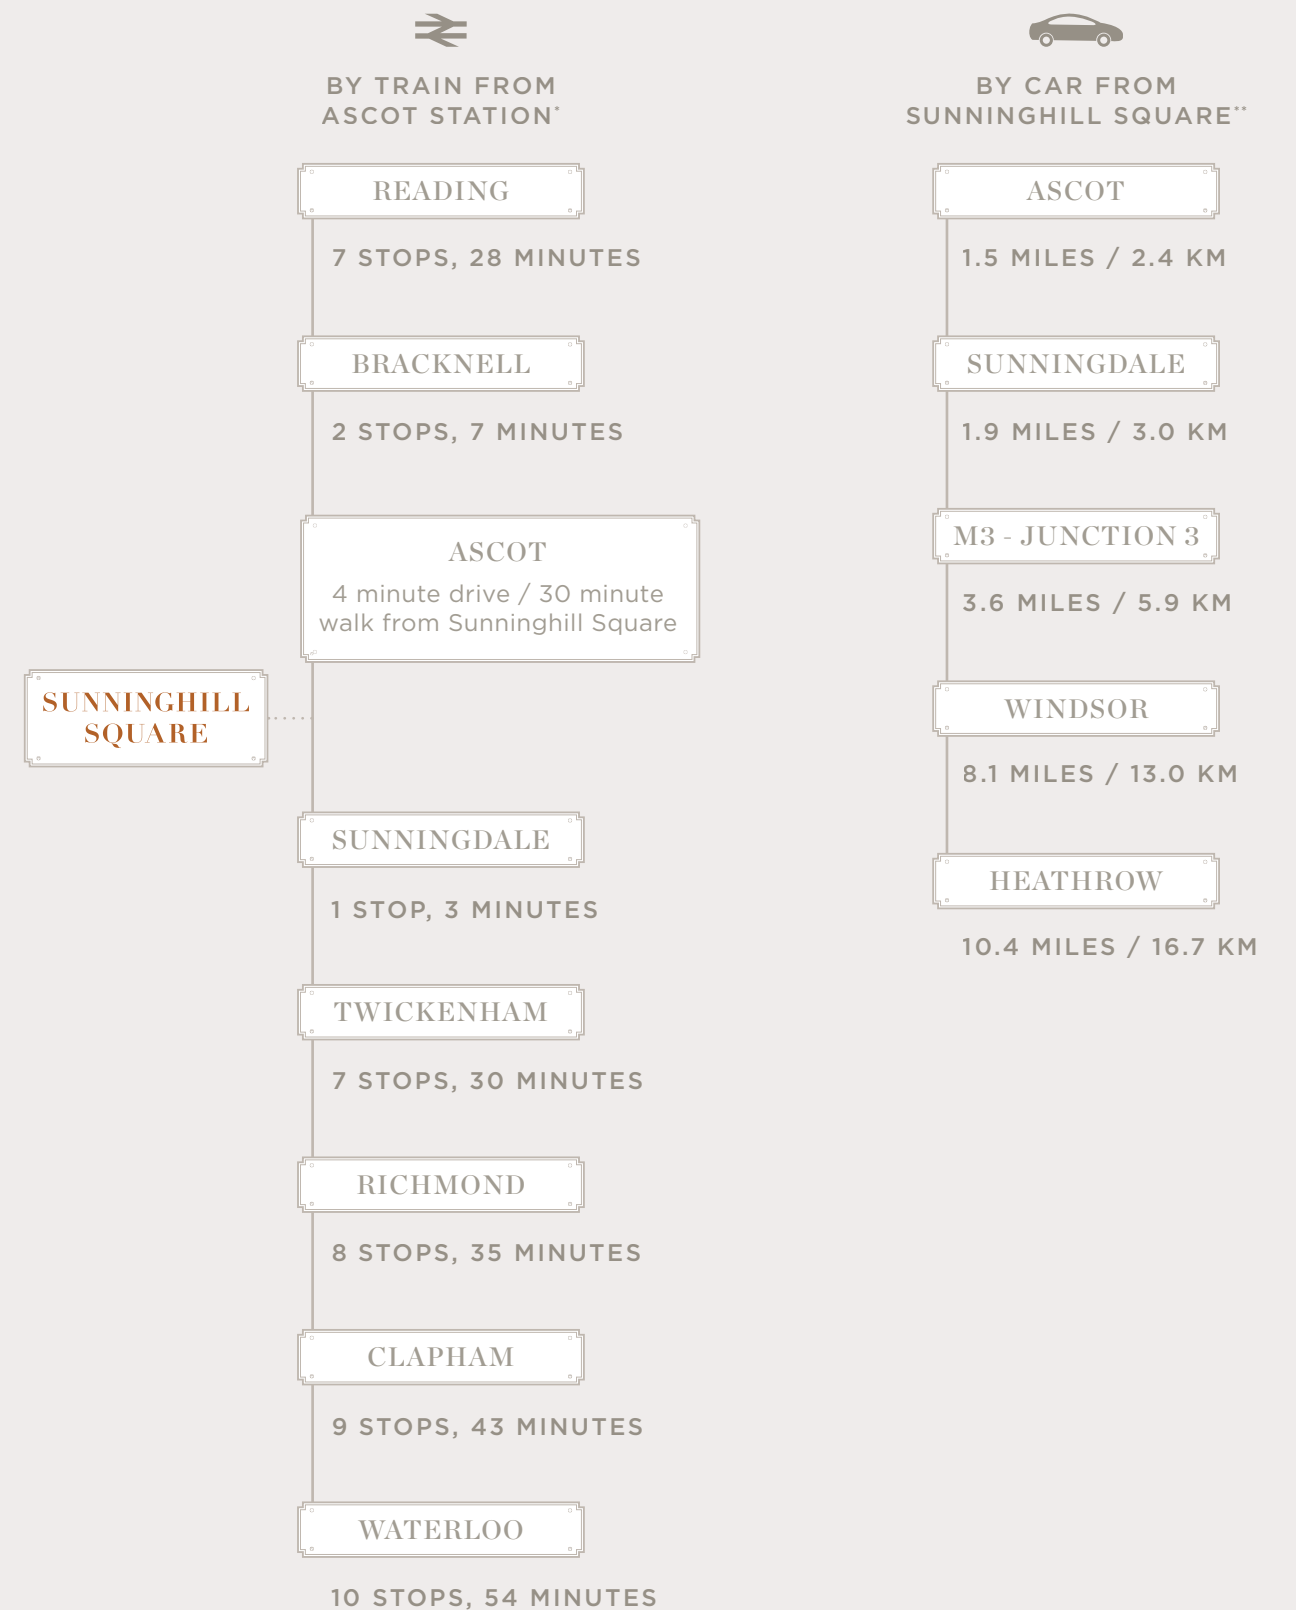 BY TRAIN FROM
ASCOT STATION*
READING
7 STOPS, 28 MINUTES
BRACKNELL
2 STOPS, 7 MINUTES
ASCOT
4 minute drive / 30 minute
walk from Sunninghill Square
SUNNINGHILL
SQUARE
SUNNINGDALE
1 STOP, 3 MINUTES
TWICKENHAM
7 STOPS, 30 MINUTES
RICHMOND
8 STOPS, 35 MINUTES
CLAPHAM
9 STOPS, 43 MINUTES
WATERLOO
10 STOPS, 54 MINUTES
BY CAR FROM
SUNNINGHILL SQUARE**
ASCOT
1.5 MILES / 2.4 KM
SUNNINGDALE
1.9 MILES / 3.0 KM
M3 - JUNCTION 3
3.6 MILES / 5.9 KM
WINDSOR
8.1 MILES / 13.0 KM
HEATHROW
10.4 MILES / 16.7 KM